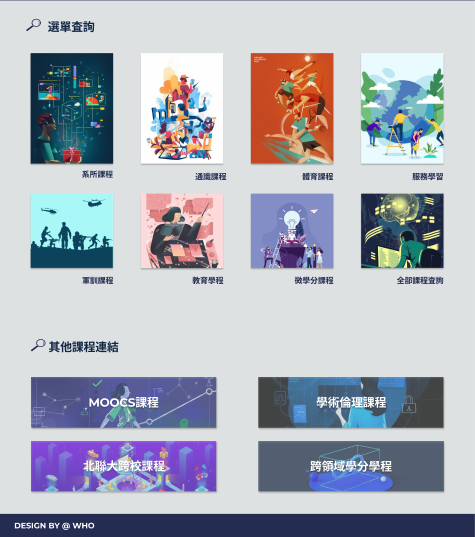 選單查詢
系所課程
通識課程
體育課程
服務學習
軍訓課程
教育學程
微學分課程
全部課程查詢
其他課程連結
MOOCS課程
學術倫理課程
北聯大跨校課程
跨領域學分學程
DESIGN BY @ WHO